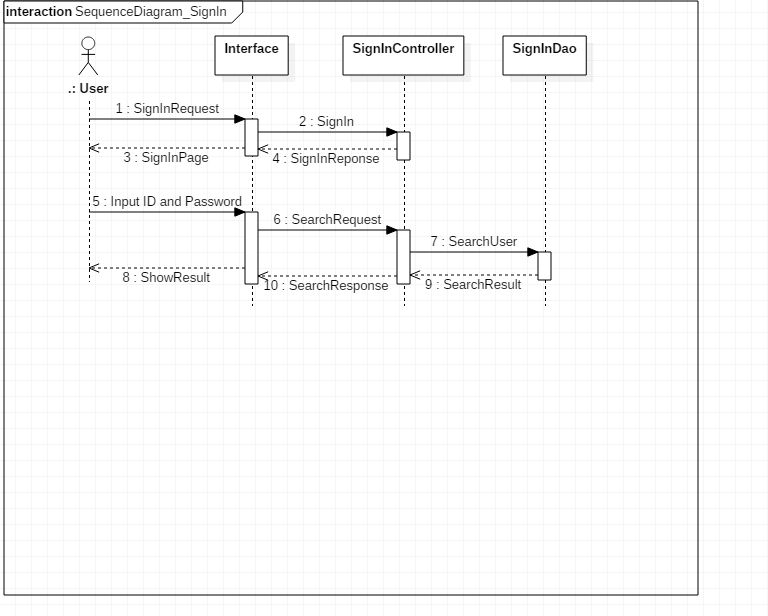 interaction SequenceDiagram_SignIn
Interface
SignInController
SignInDao
.: User
1 : SignInRequest
2 : SignIn
3 : SignInPage
4 : SignInReponse
5 : Input ID and Password
6 : SearchRequest
7 : SearchUser
8 : ShowResult
10 : SearchResponse
9 : SearchResult